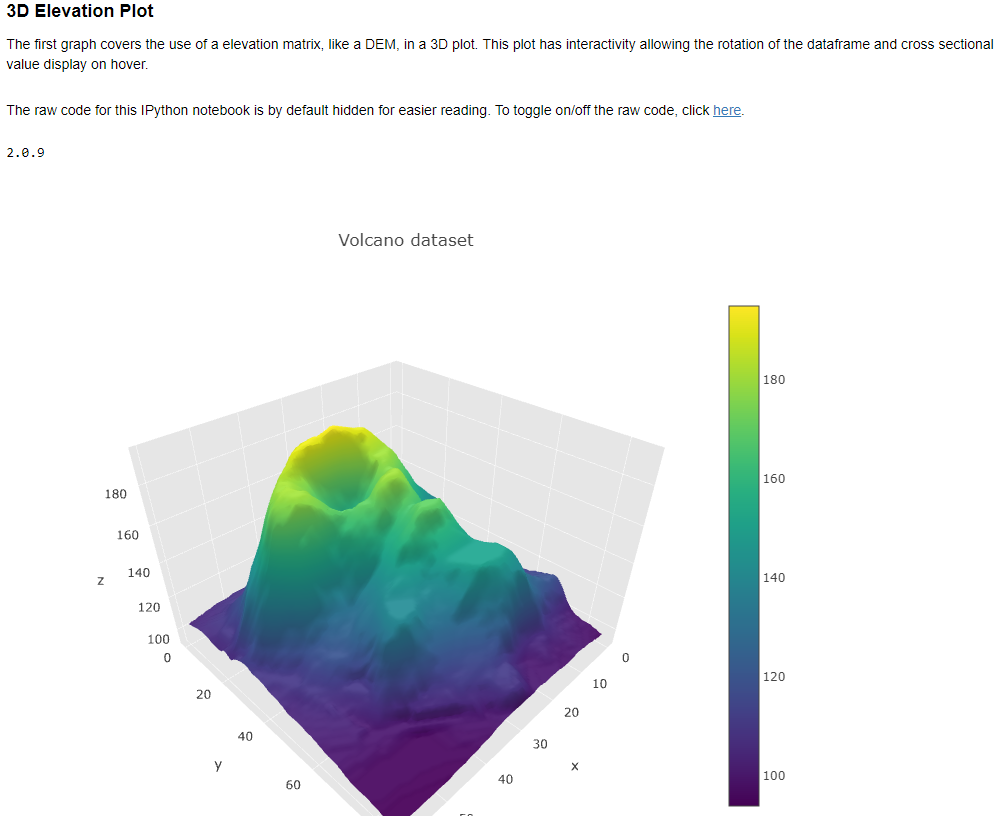 3D Elevation Plot
The first graph covers the use of a elevation matrix, like a DEM, in a 3D plot. This plot has interactivity allowing the rotation of the dataframe and cross sectional
value display on hover.
The raw code for this IPython notebook is by default hidden for easier reading. To toggle on/off the raw code, click here.
2.0.9
Volcano dataset
180
160
140
120
100
z
0
20
40
60
y
0
10
20
30
40
x
180
160
140
120
100